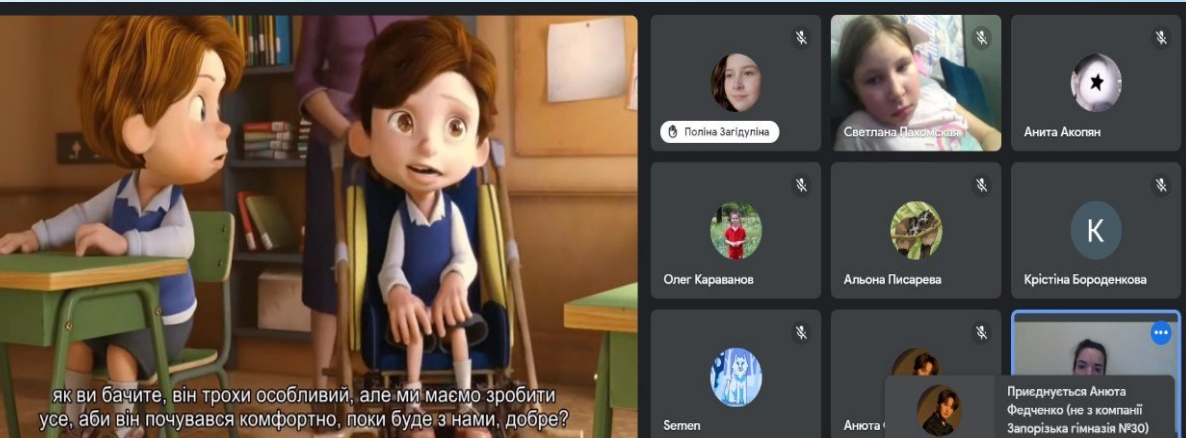 як ви бачите, він трохи особливий, але ми маємо зробити
усе, аби він почувався комфортно, поки буде з нами, добре?
Поліна Загідуліна
Светлана Пахомская
Анита Акопян
Олег Караванов
Альона Писарева
К
Крістіна Бороденкова
Semen
Анюта
Приєднується Анюта
Федченко (не з компанії
Запорізька гімназія №30)